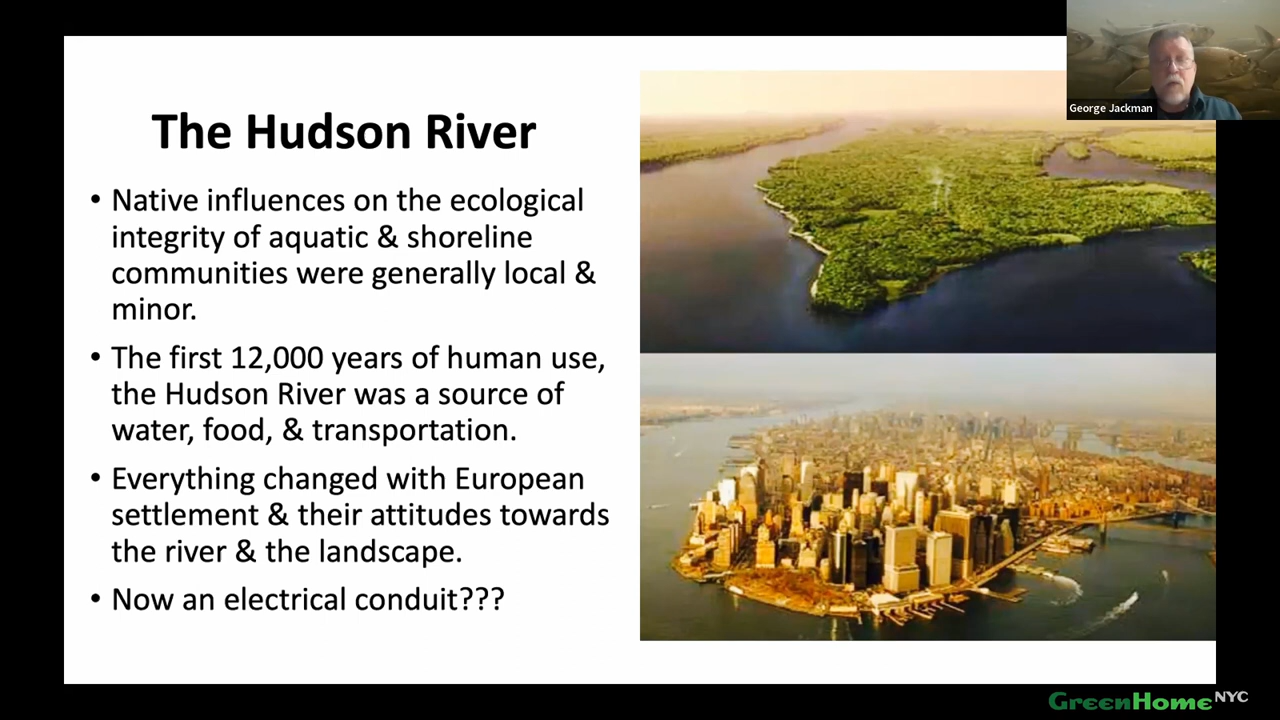 George Jackman
The Hudson River
• Native influences on the ecological
integrity of aquatic & shoreline
communities were generally local &
minor.
• The first 12,000 years of human use,
the Hudson River was a source of
water, food, & transportation.
• Everything changed with European
settlement & their attitudes towards
the river & the landscape.
• Now an electrical conduit???
GreenHomeNYC